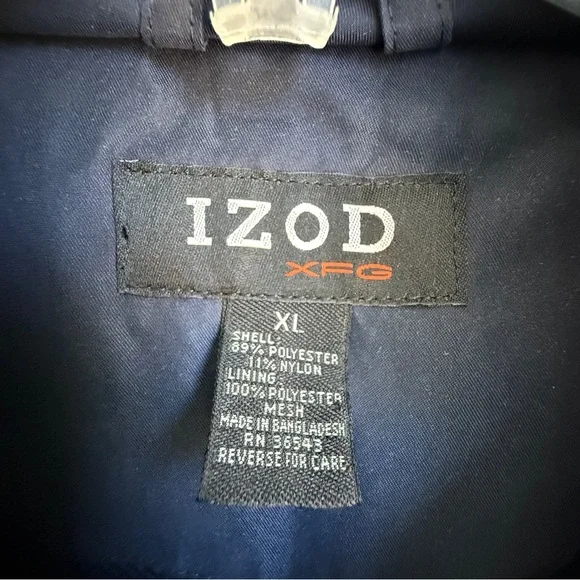 IZOD
XFG
XL
SHELL:
89% POLYESTER
11% NYLON
LINING:
100% POLYESTER
MESH
MADE IN BANGLADESH
RN 36543
REVERSE FOR CARE